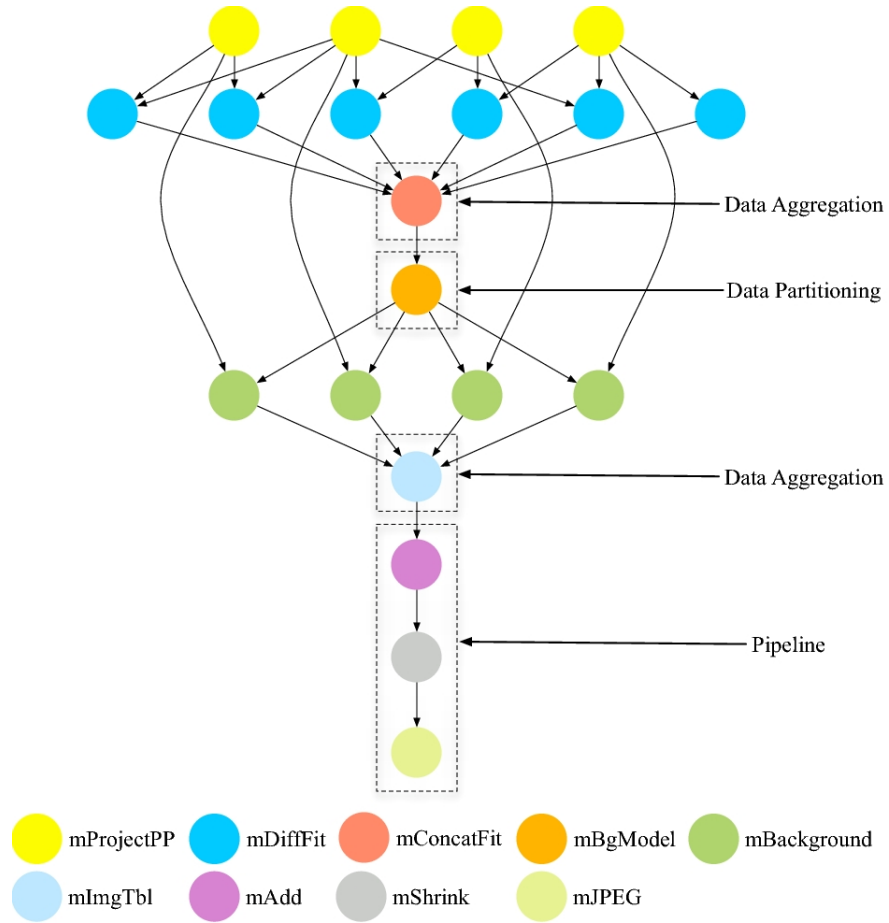 Data Aggregation
Data Partitioning
Data Aggregation
Pipeline
mProjectPP mDiffFit mConcatFit mBgModel mBackground
mImgTbl mAdd mShrink mJPEG